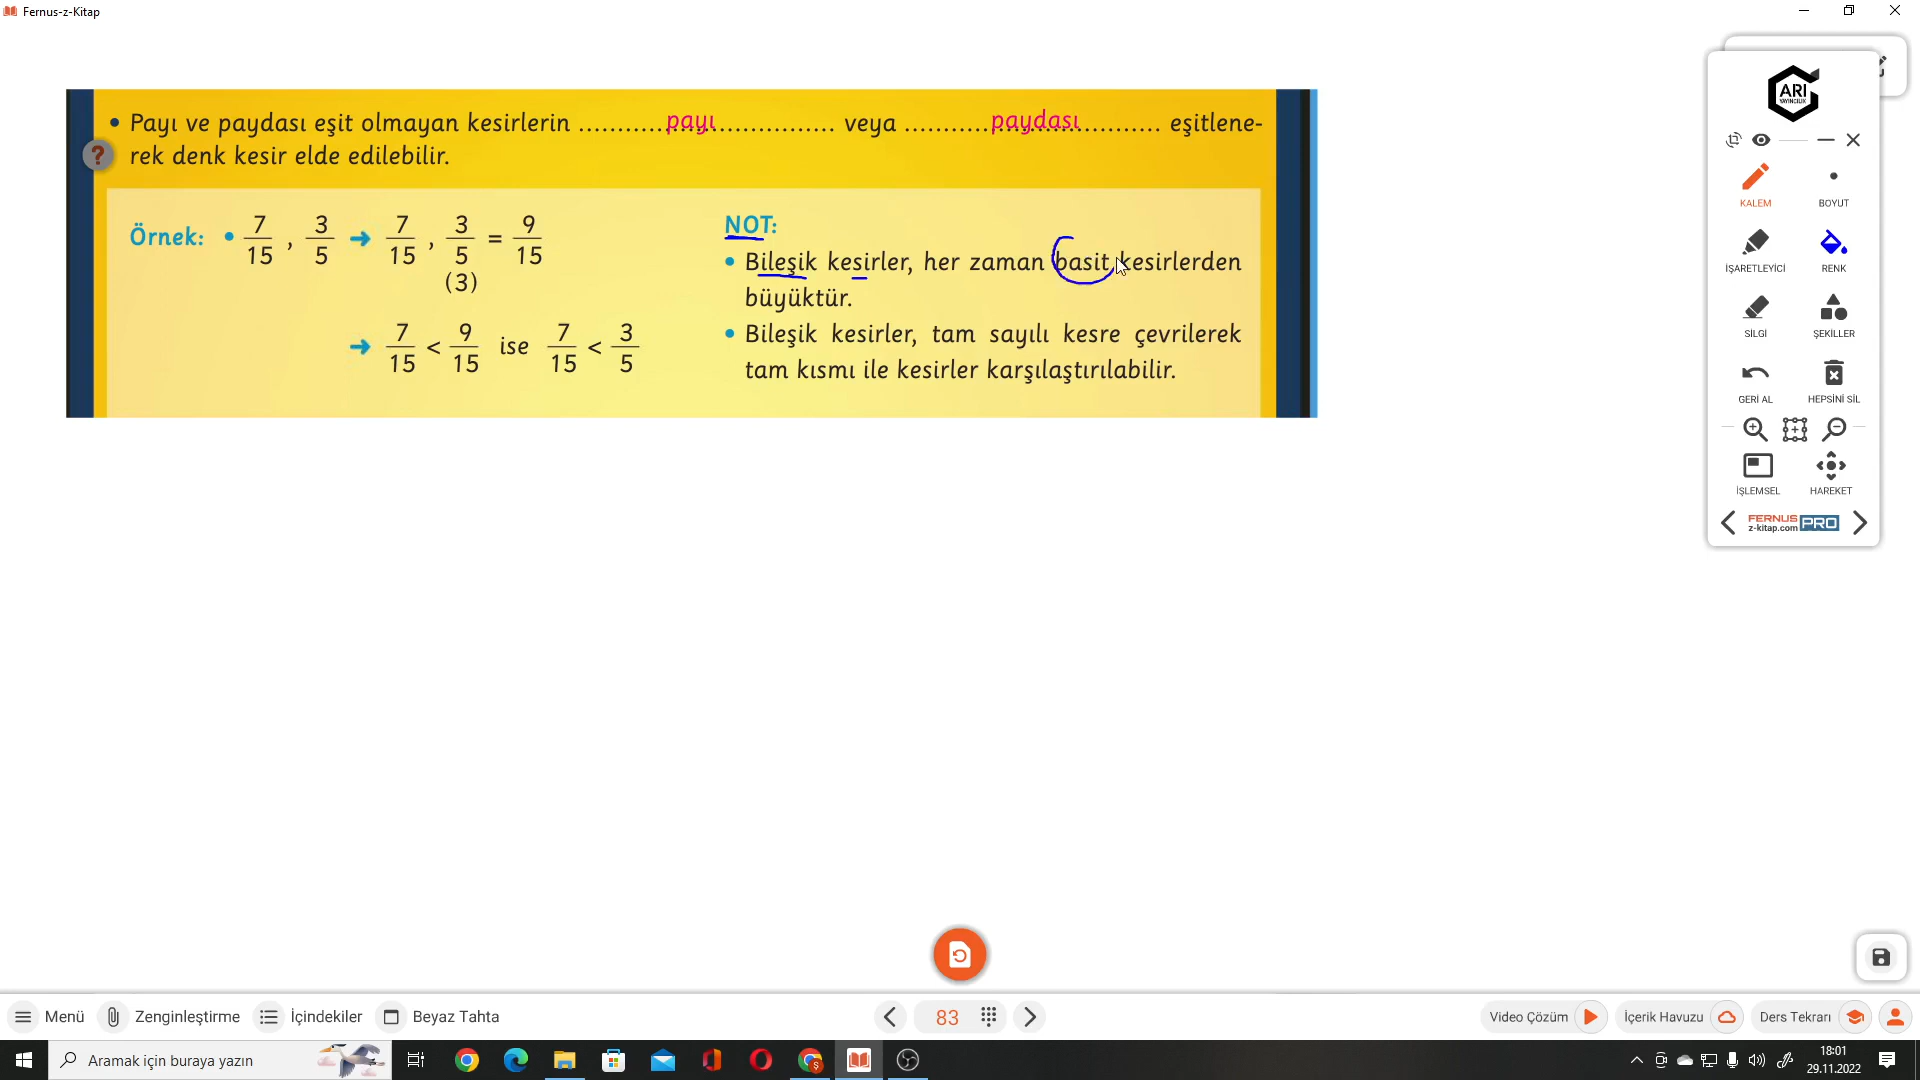 Fernus-z-Kitap
• Payı ve paydası eşit olmayan kesirlerin ............payı................ veya ............paydası............ eşitlene-
rek denk kesir elde edilebilir.
?
Örnek: • 7/15 , 3/5 → 7/15 , 3/5 = 9/15
(3)
→ 7/15 < 9/15 ise 7/15 < 3/5
NOT:
• Bileşik kesirler, her zaman basit kesirlerden
büyüktür.
• Bileşik kesirler, tam sayılı kesre çevrilerek
tam kısmı ile kesirler karşılaştırılabilir.
ARI
YAYINCILIK
KALEM BOYUT
İŞARETLEYİCİ RENK
SİLGİ ŞEKİLLER
GERİ AL HEPSİNİ SİL
İŞLEMSEL HAREKET
FERNUS
z-kitap.com PRO
Menü Zenginleştirme İçindekiler Beyaz Tahta 83 Video Çözüm İçerik Havuzu Ders Tekrarı
Aramak için buraya yazın
18:01
29.11.2022